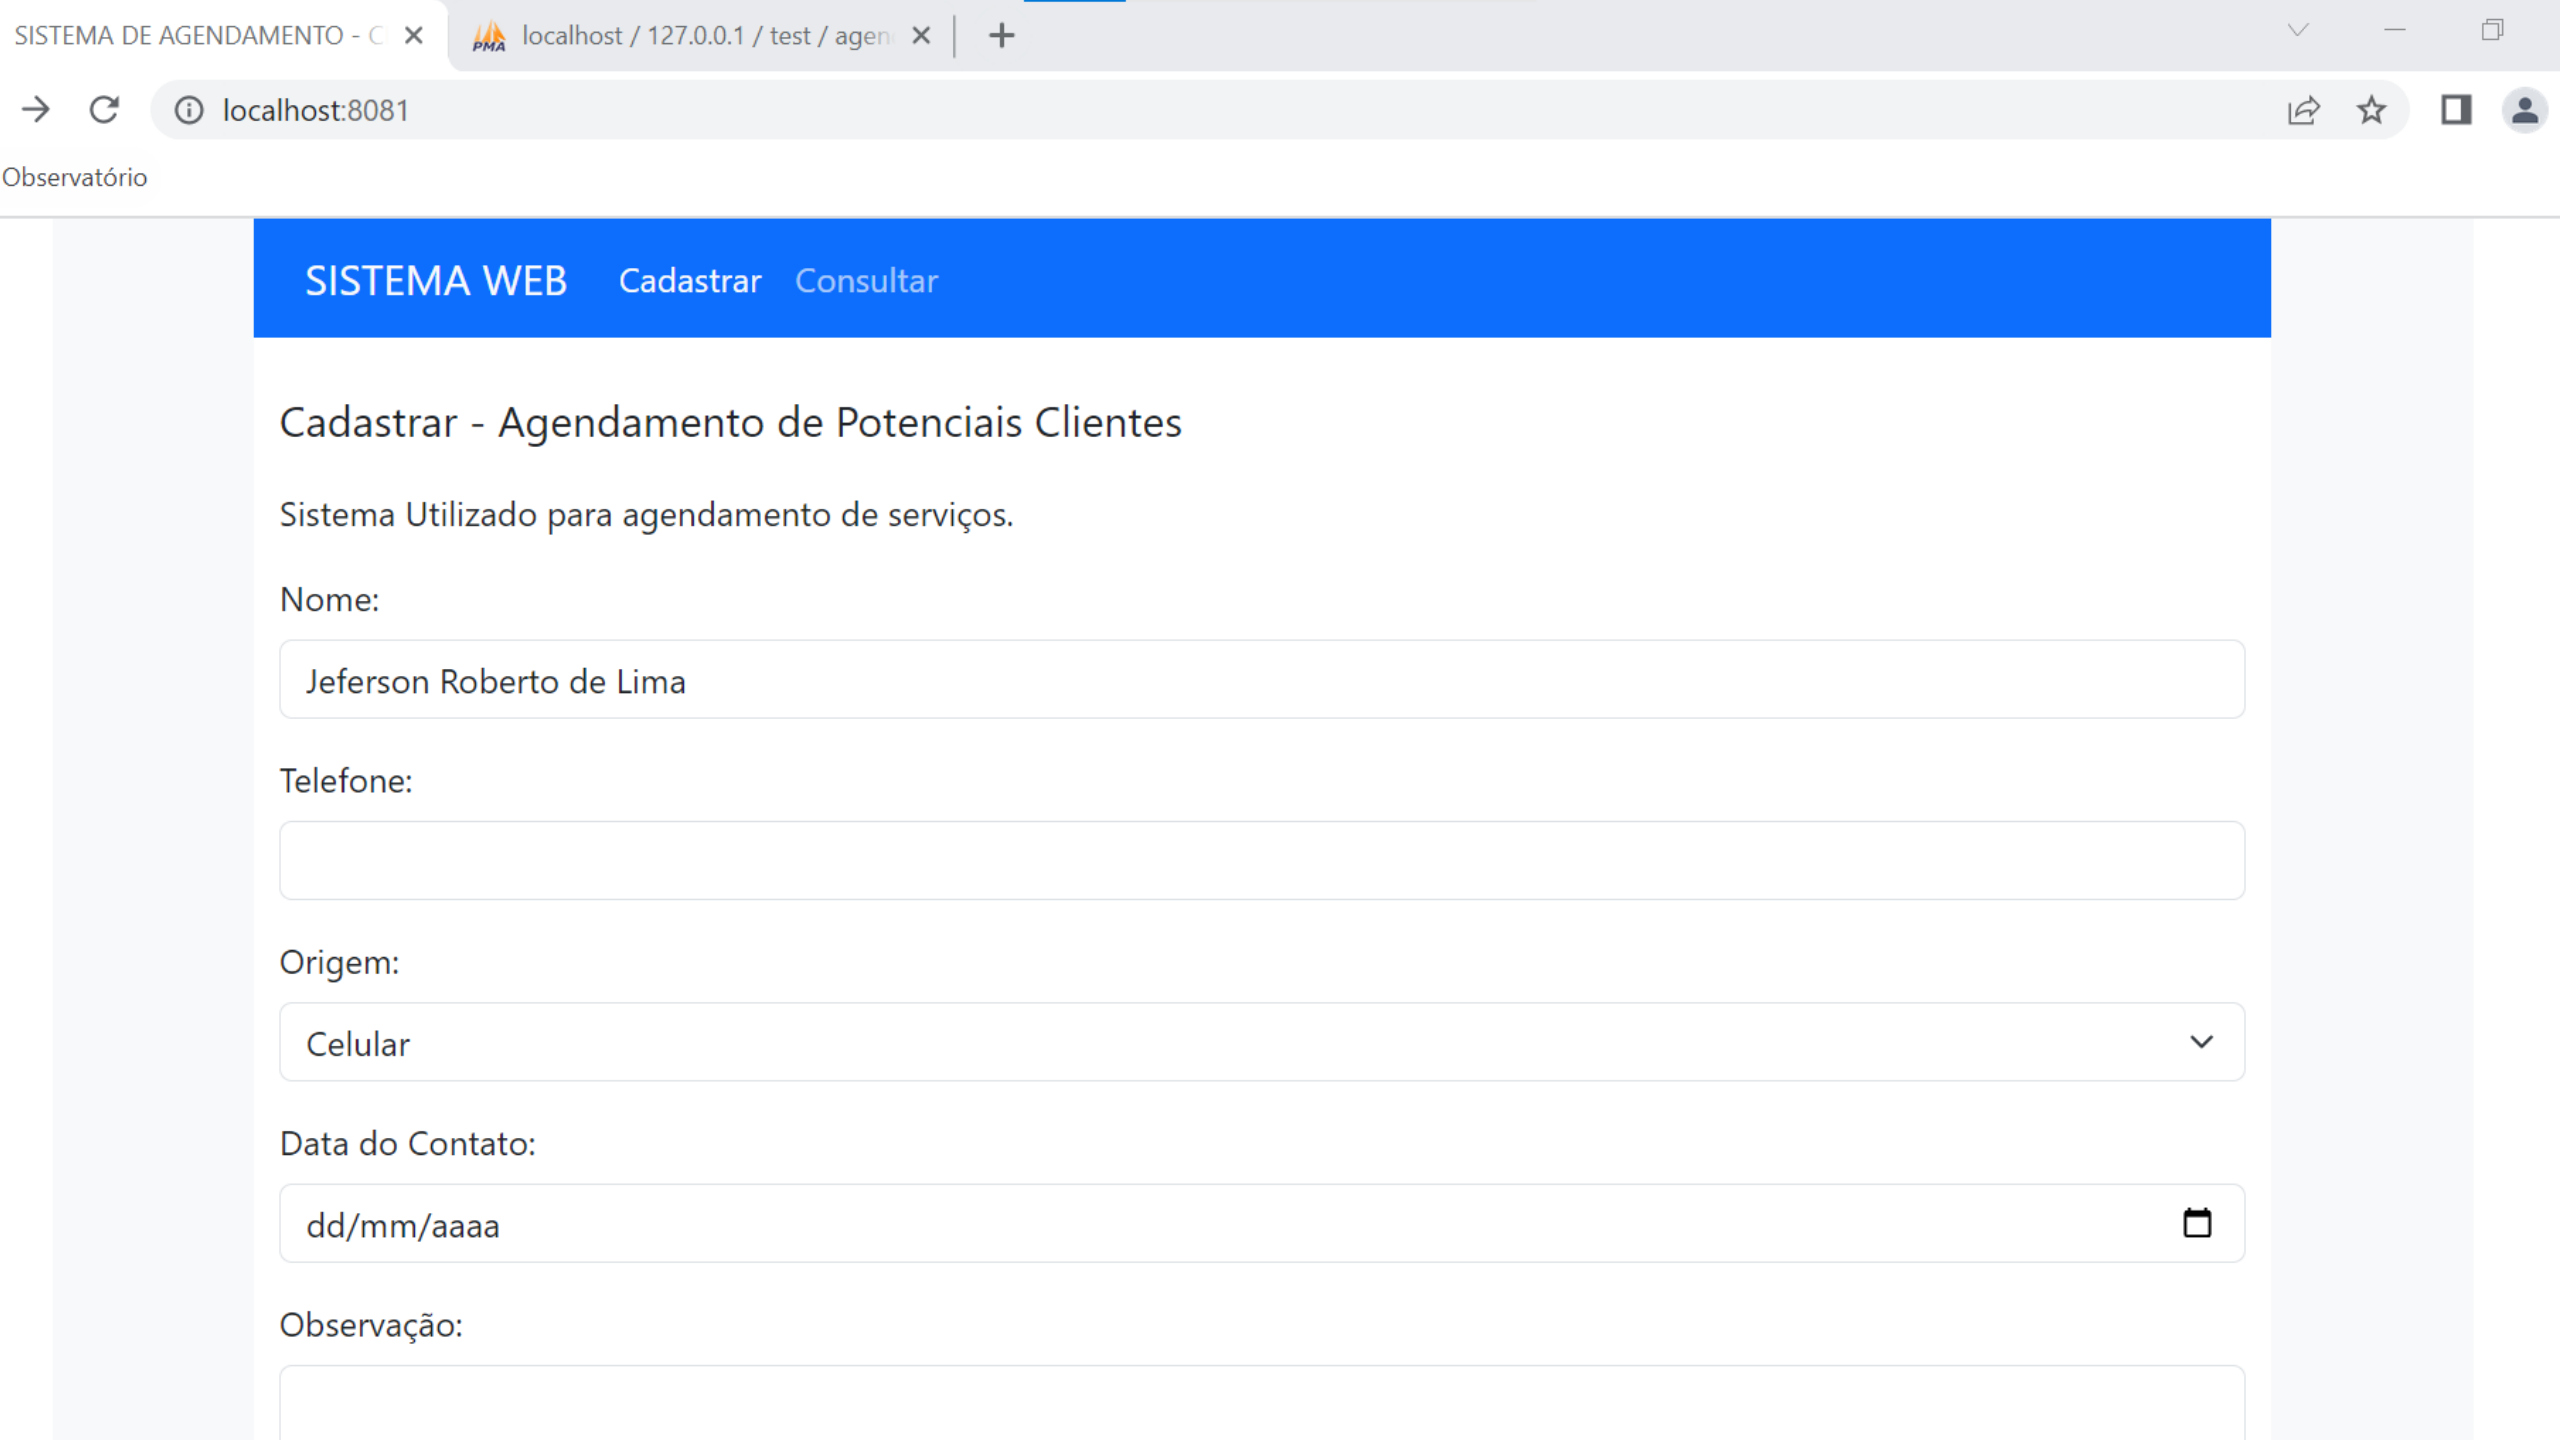 SISTEMA DE AGENDAMENTO - C
PMA localhost / 127.0.0.1 / test / agen
localhost:8081
Observatório
SISTEMA WEB Cadastrar Consultar
Cadastrar - Agendamento de Potenciais Clientes
Sistema Utilizado para agendamento de serviços.
Nome:
Jeferson Roberto de Lima
Telefone:
Origem:
Celular
Data do Contato:
dd/mm/aaaa
Observação: